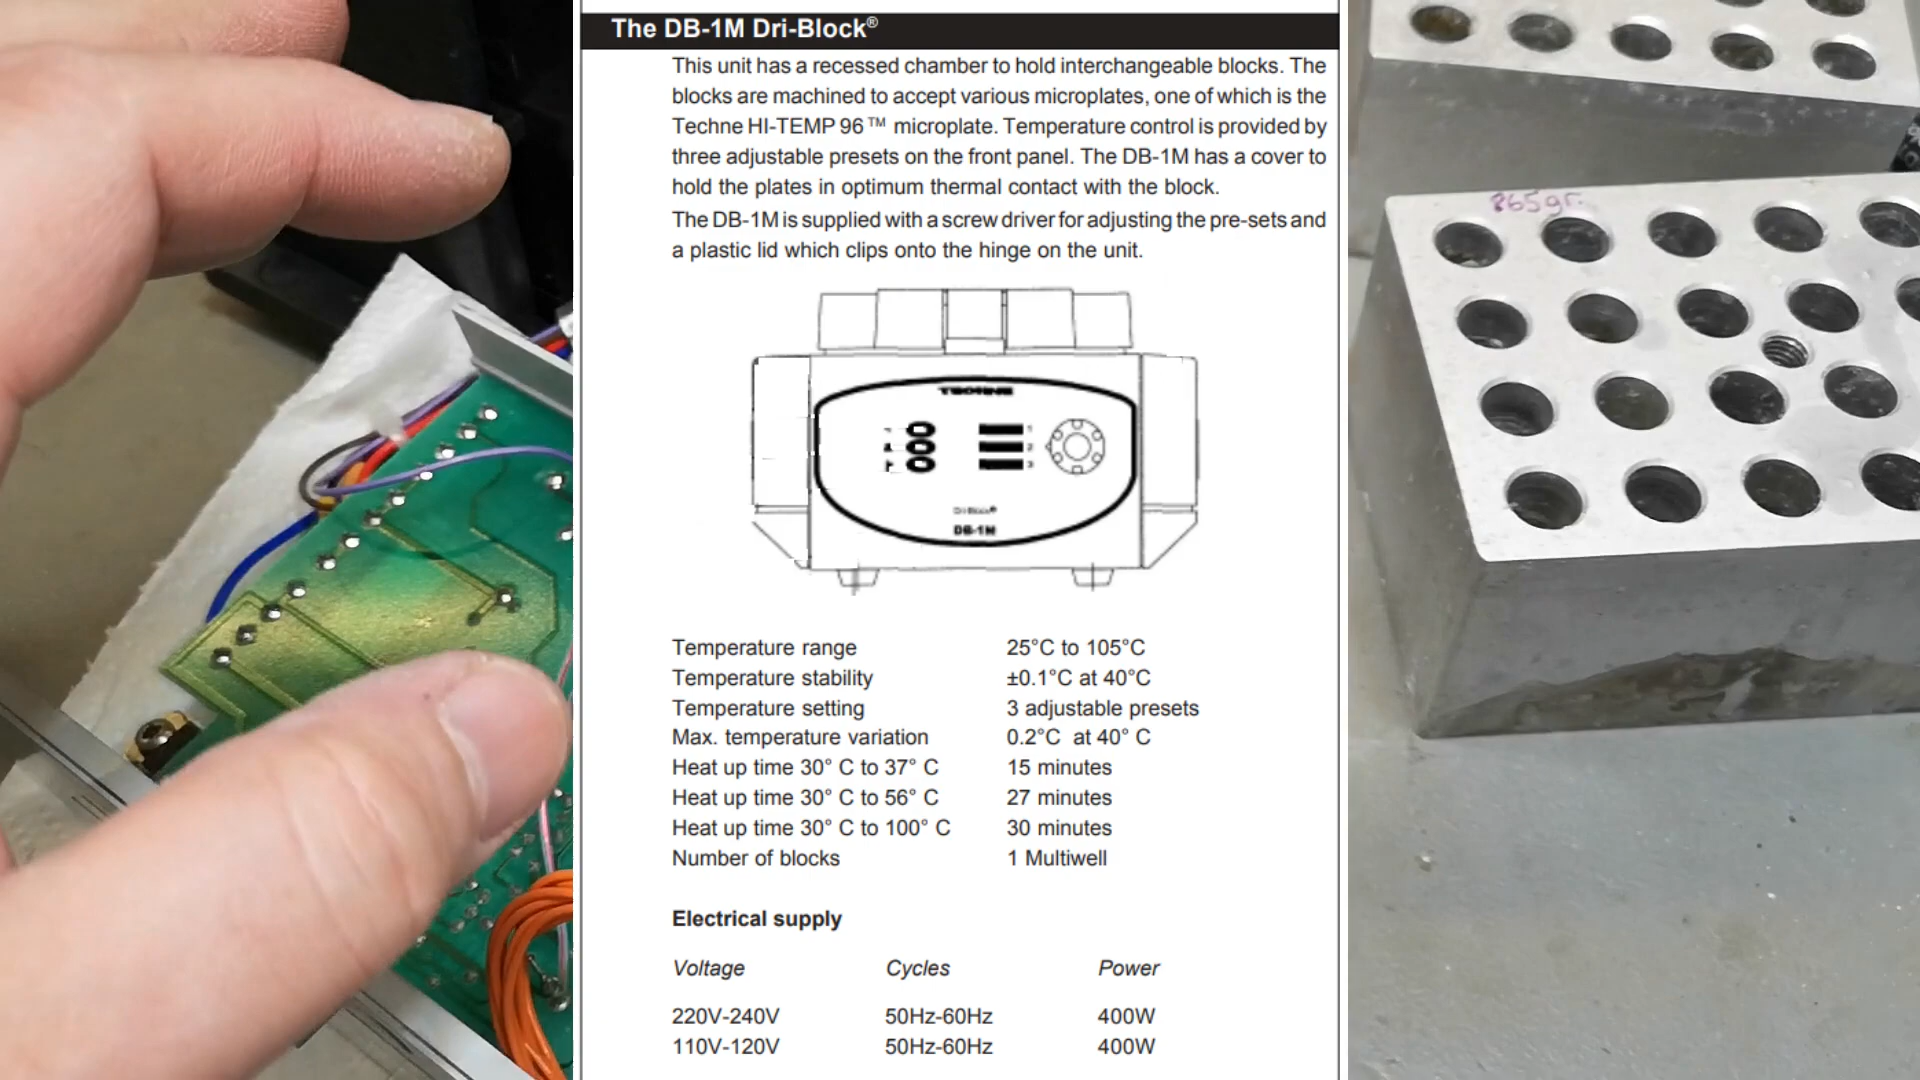 The DB-1M Dri-Block®
This unit has a recessed chamber to hold interchangeable blocks. The
blocks are machined to accept various microplates, one of which is the
Techne HI-TEMP 96™ microplate. Temperature control is provided by
three adjustable presets on the front panel. The DB-1M has a cover to
hold the plates in optimum thermal contact with the block.
The DB-1M is supplied with a screw driver for adjusting the pre-sets and
a plastic lid which clips onto the hinge on the unit.
TECHNE
1
2
3
Dri-Block®
DB-1M
Temperature range 25°C to 105°C
Temperature stability ±0.1°C at 40°C
Temperature setting 3 adjustable presets
Max. temperature variation 0.2°C at 40° C
Heat up time 30° C to 37° C 15 minutes
Heat up time 30° C to 56° C 27 minutes
Heat up time 30° C to 100° C 30 minutes
Number of blocks 1 Multiwell
Electrical supply
Voltage Cycles Power
220V-240V 50Hz-60Hz 400W
110V-120V 50Hz-60Hz 400W
865gr.